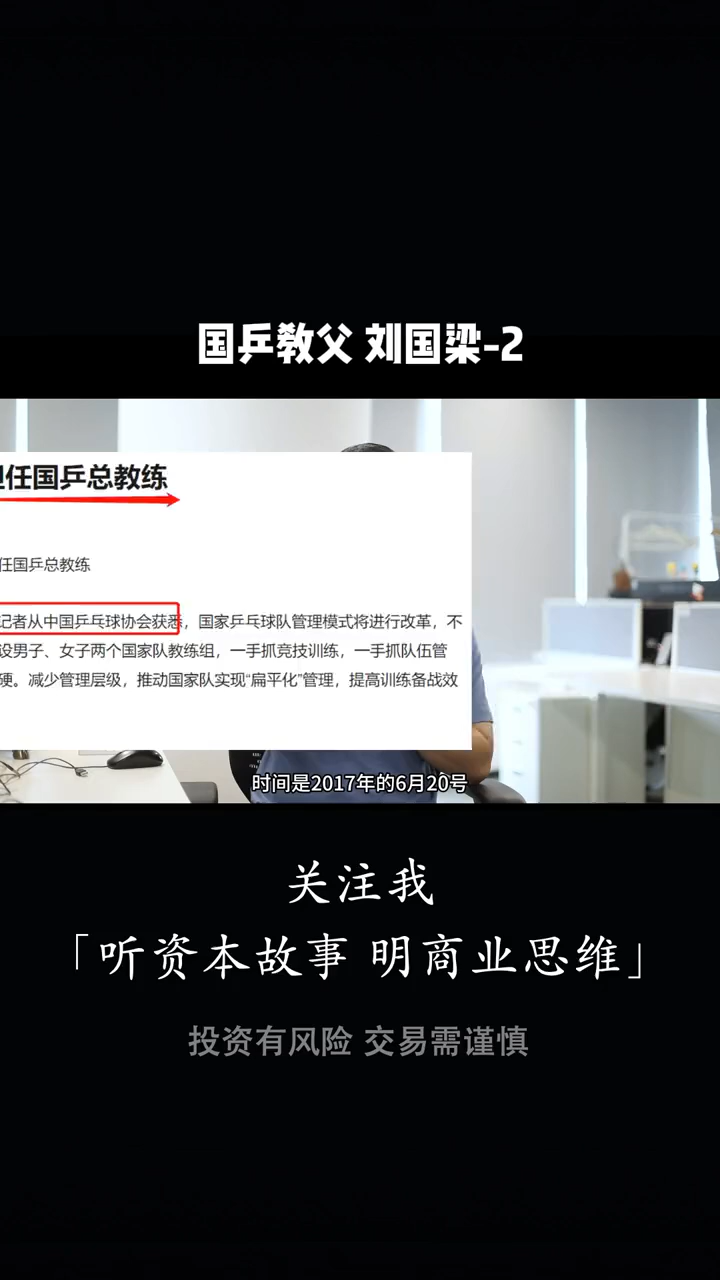 国乒教父 刘国梁-2
任国乒总教练
任国乒总教练
记者从中国乒乓球协会获悉，国家乒乓球队管理模式将进行改革，不
设男子、女子两个国家队教练组，一手抓竞技训练，一手抓队伍管
硬。减少管理层级，推动国家队实现“扁平化”管理，提高训练备战效
时间是2017年的6月20号
关注我
「听资本故事 明商业思维」
投资有风险 交易需谨慎